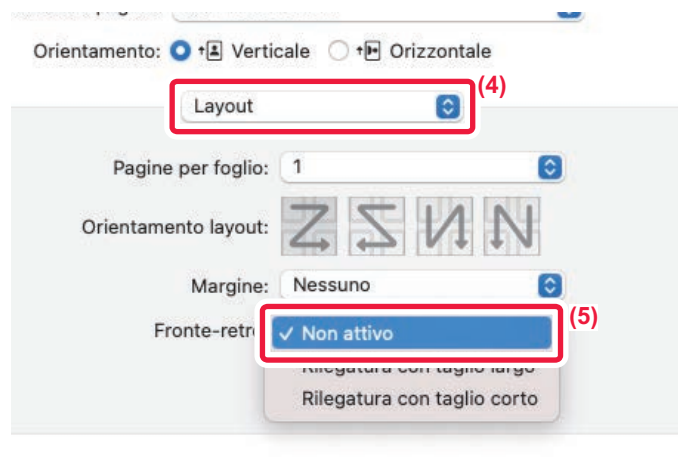 Orientamento: Verticale Orizzontale
(4)
Layout
Pagine per foglio: 1
Orientamento layout:
Margine: Nessuno
(5)
Fronte-retr ✓ Non attivo
Rilegatura con taglio largo
Rilegatura con taglio corto